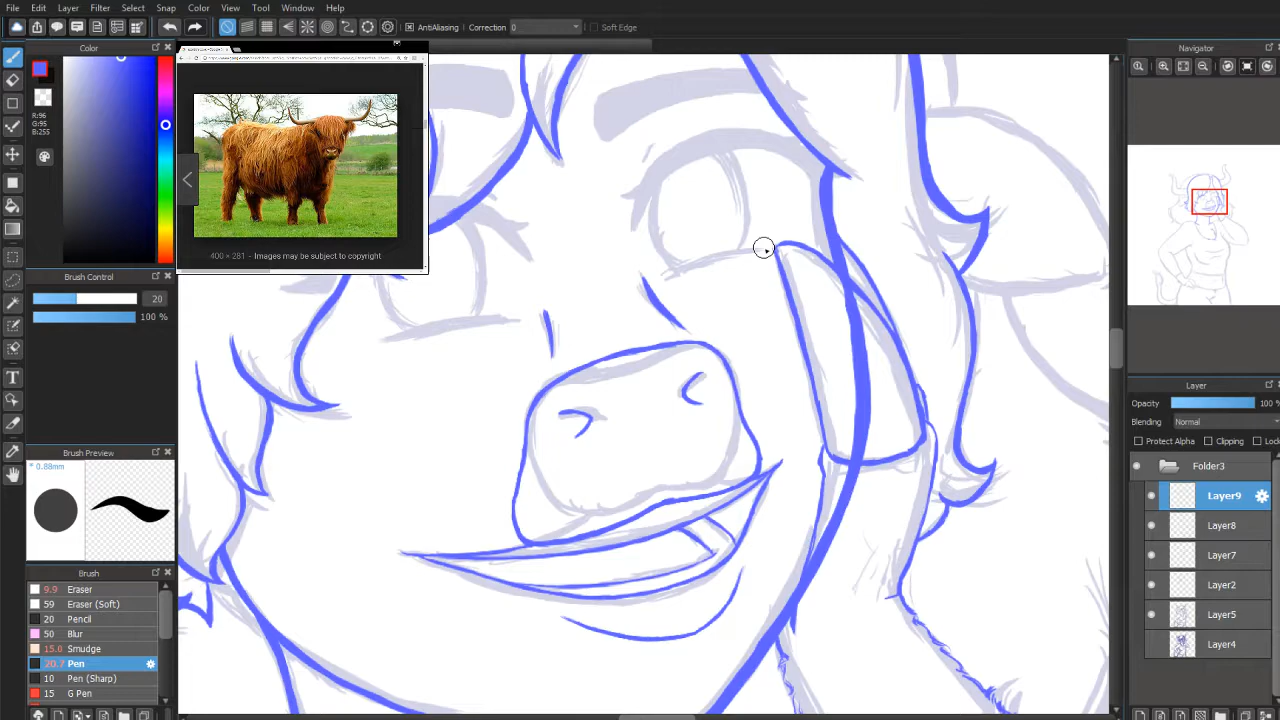 File Edit Cut Layer Select Snap Color View Tool Window Help
AntiAliasing Correction 0 Soft Edge
Color
R:96
G:95
B:255
400 × 281 - Images may be subject to copyright
Brush Control
20
100 %
Brush Preview
* 0.88mm
Brush
9.9 Eraser
59 Eraser (Soft)
20 Pencil
50 Blur
15.0 Smudge
20.7 Pen
10 Pen (Sharp)
15 G Pen
Navigator
Layer
Opacity 100 %
Blending Normal
Protect Alpha Clipping Lock
Folder3
Layer9
Layer8
Layer7
Layer2
Layer5
Layer4